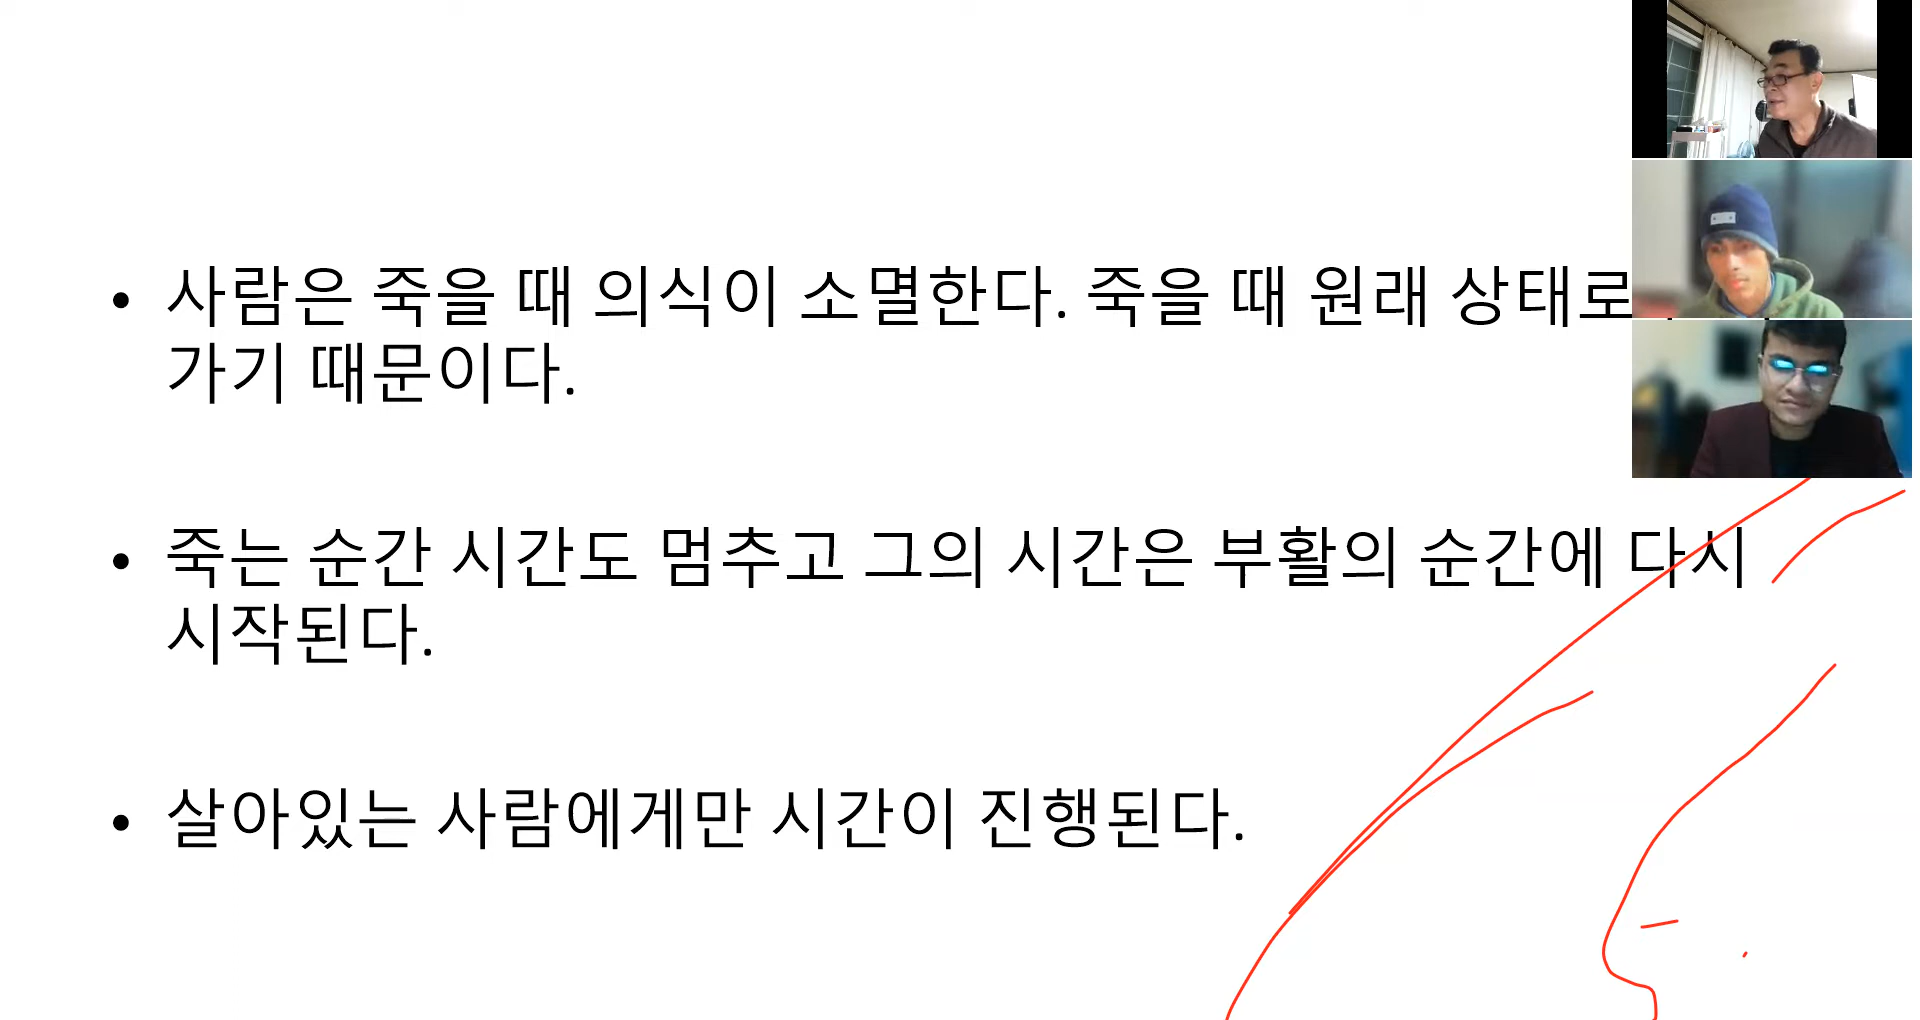 • 사람은 죽을 때 의식이 소멸한다. 죽을 때 원래 상태로
가기 때문이다.
• 죽는 순간 시간도 멈추고 그의 시간은 부활의 순간에 다시
시작된다.
• 살아있는 사람에게만 시간이 진행된다.